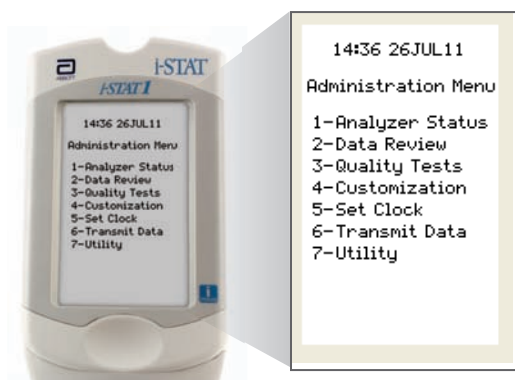 ABBOTT
i-STAT
i-STAT 1
14:36 26JUL11
Administration Menu
1-Analyzer Status
2-Data Review
3-Quality Tests
4-Customization
5-Set Clock
6-Transmit Data
7-Utility
i
14:36 26JUL11
Administration Menu
1-Analyzer Status
2-Data Review
3-Quality Tests
4-Customization
5-Set Clock
6-Transmit Data
7-Utility